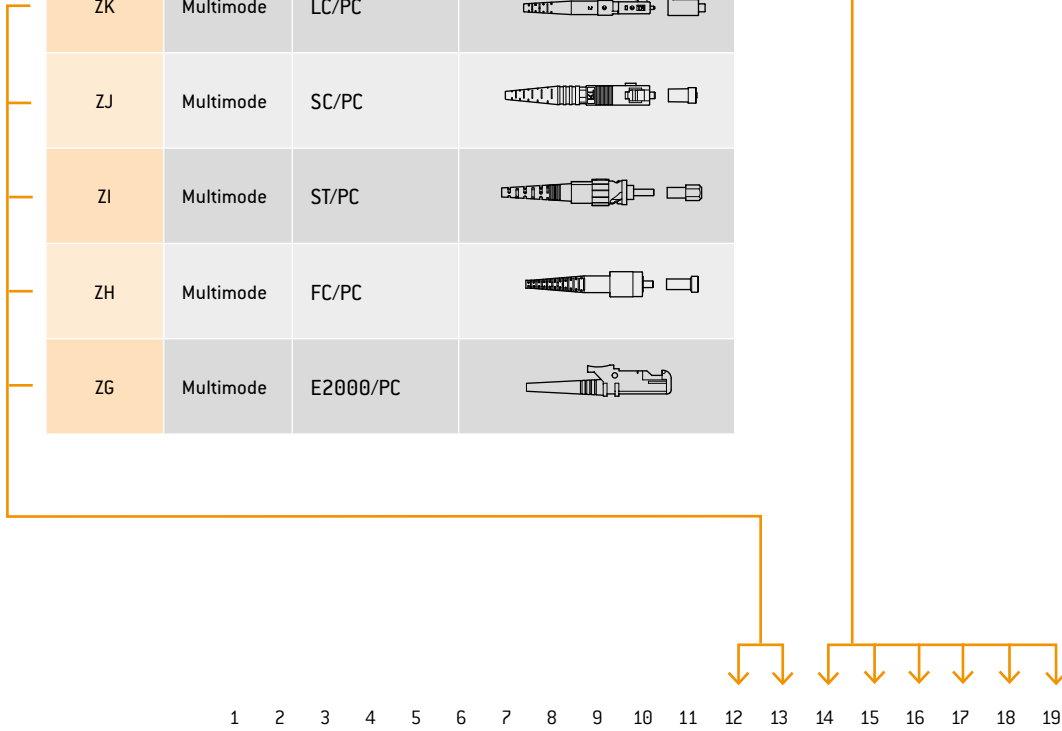 ZK Multimode LC/PC
ZJ Multimode SC/PC
ZI Multimode ST/PC
ZH Multimode FC/PC
ZG Multimode E2000/PC
1 2 3 4 5 6 7 8 9 10 11 12 13 14 15 16 17 18 19